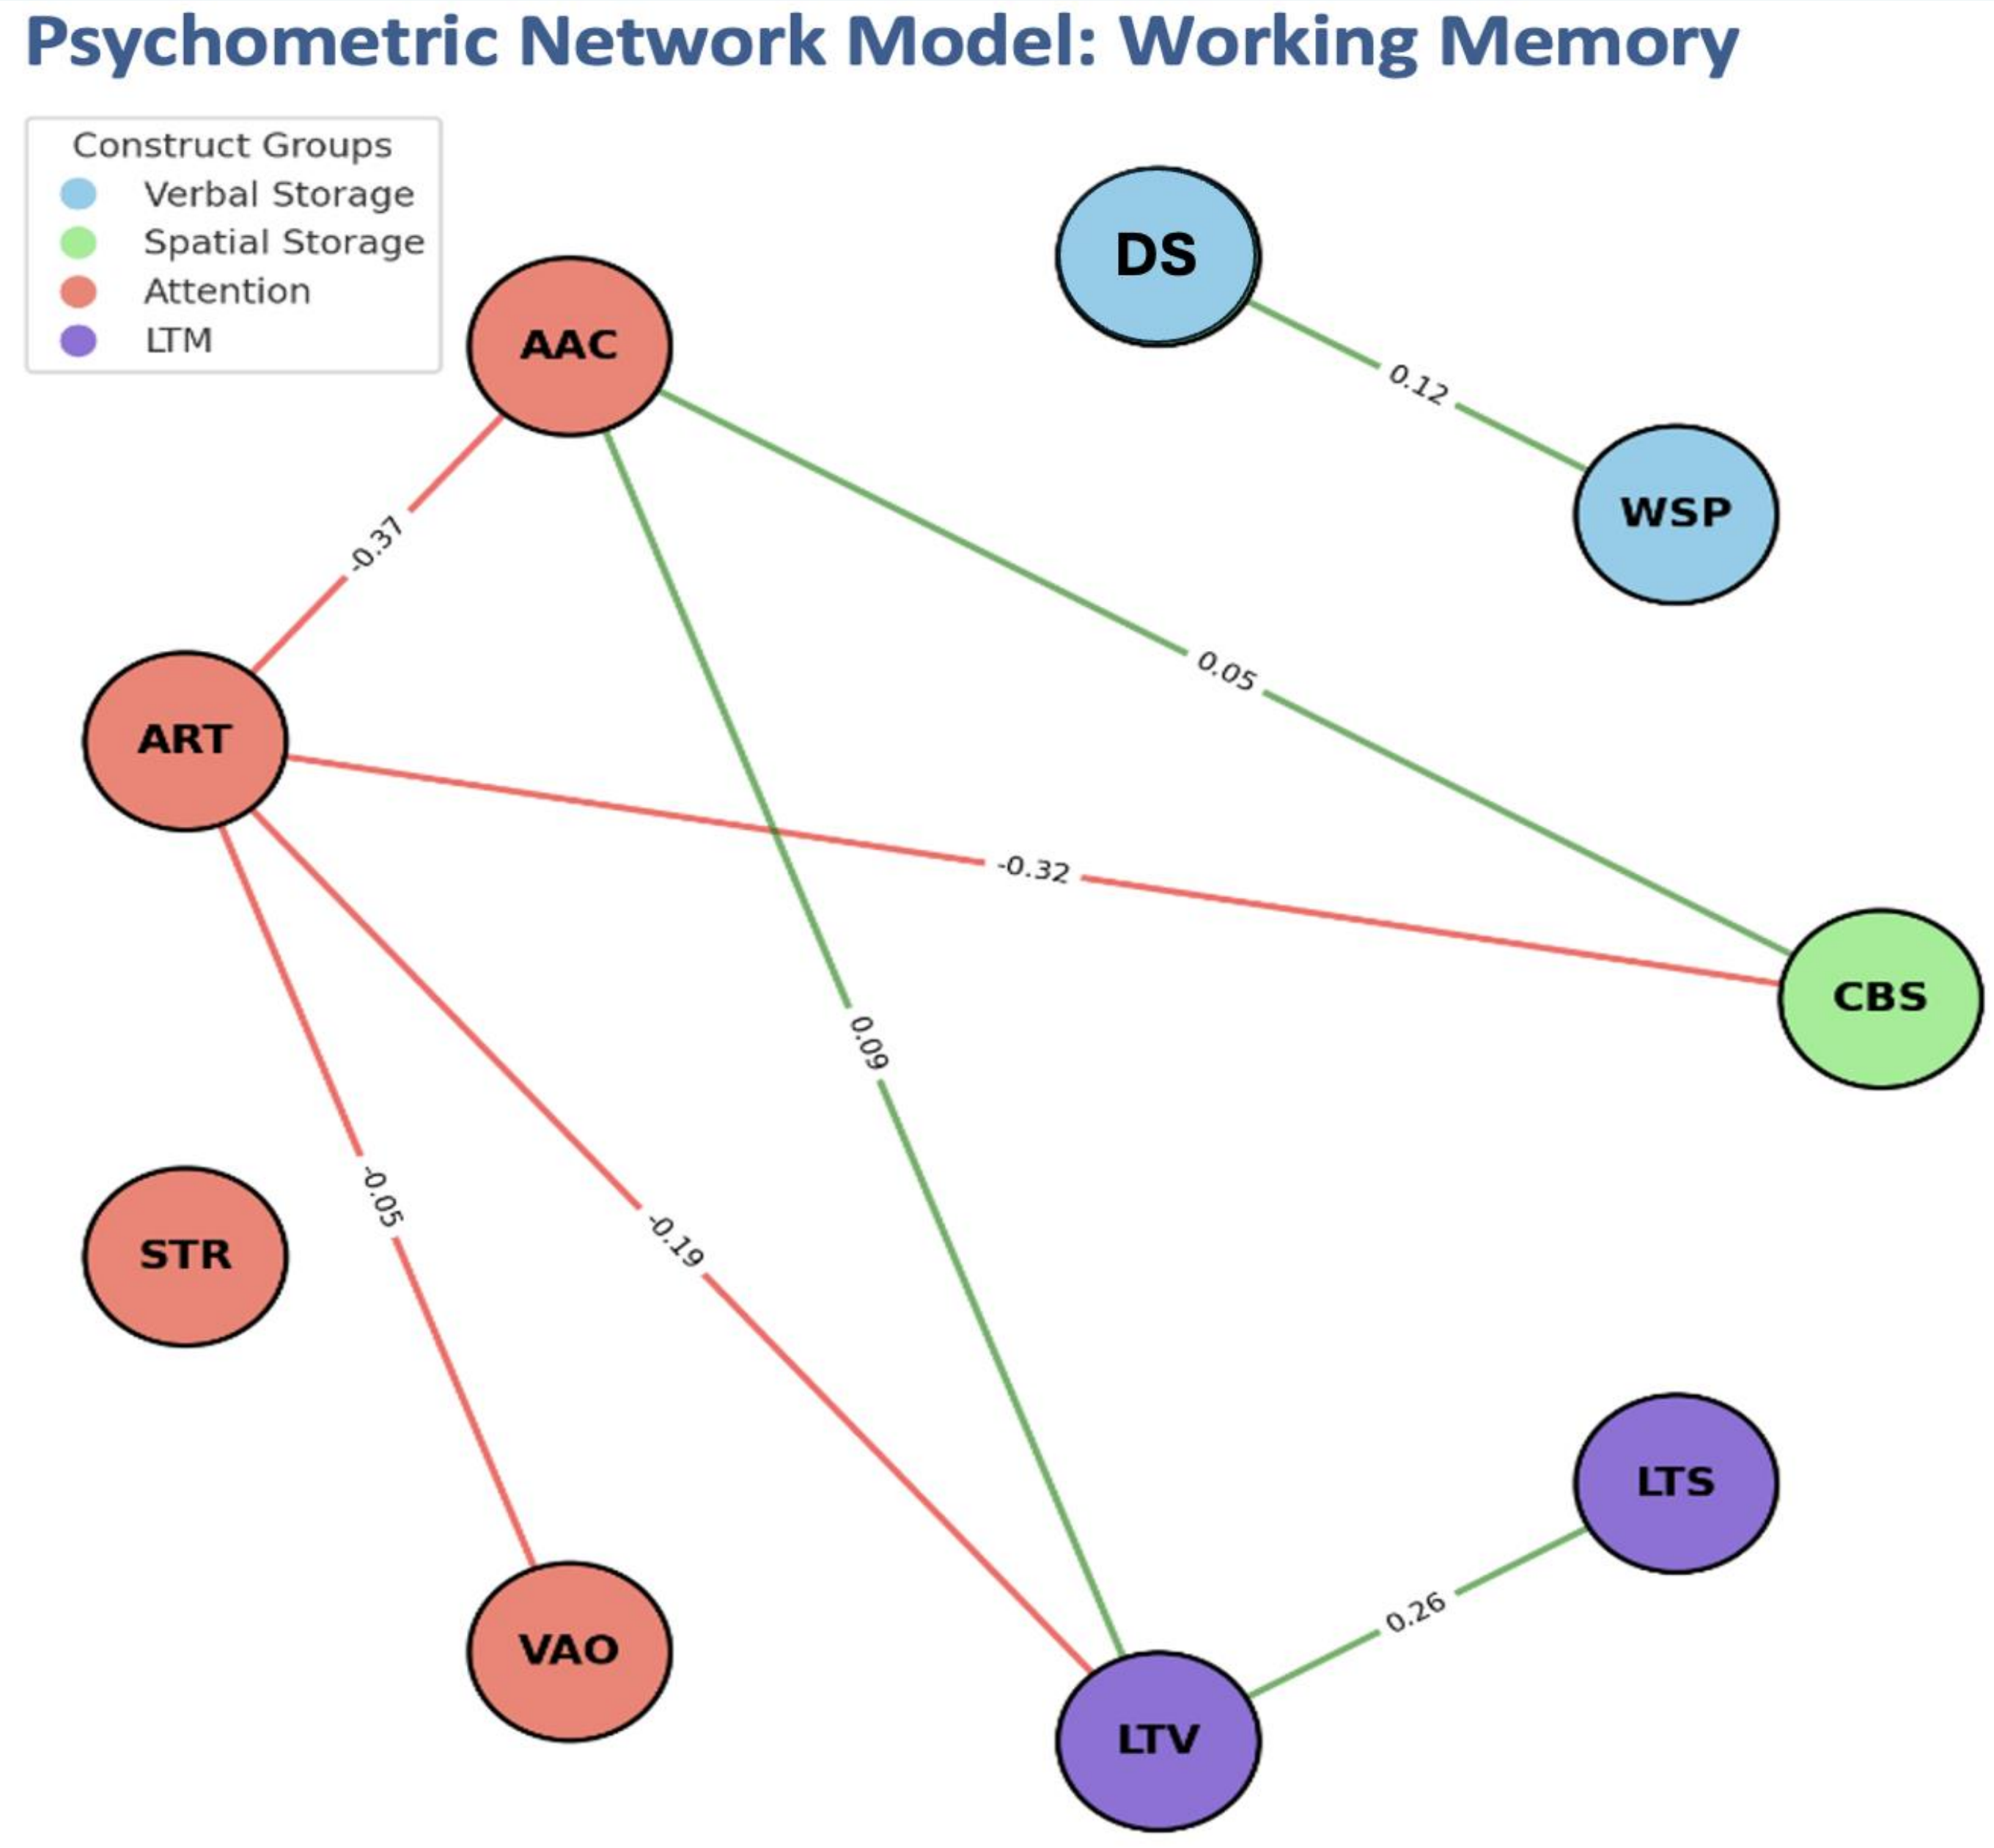 Psychometric Network Model: Working Memory
Construct Groups
Verbal Storage
Spatial Storage
Attention
LTM
DS
AAC
0.12
WSP
-0.37
0.05
ART
-0.32
CBS
0.09
-0.05
-0.19
STR
LTS
0.26
VAO
LTV